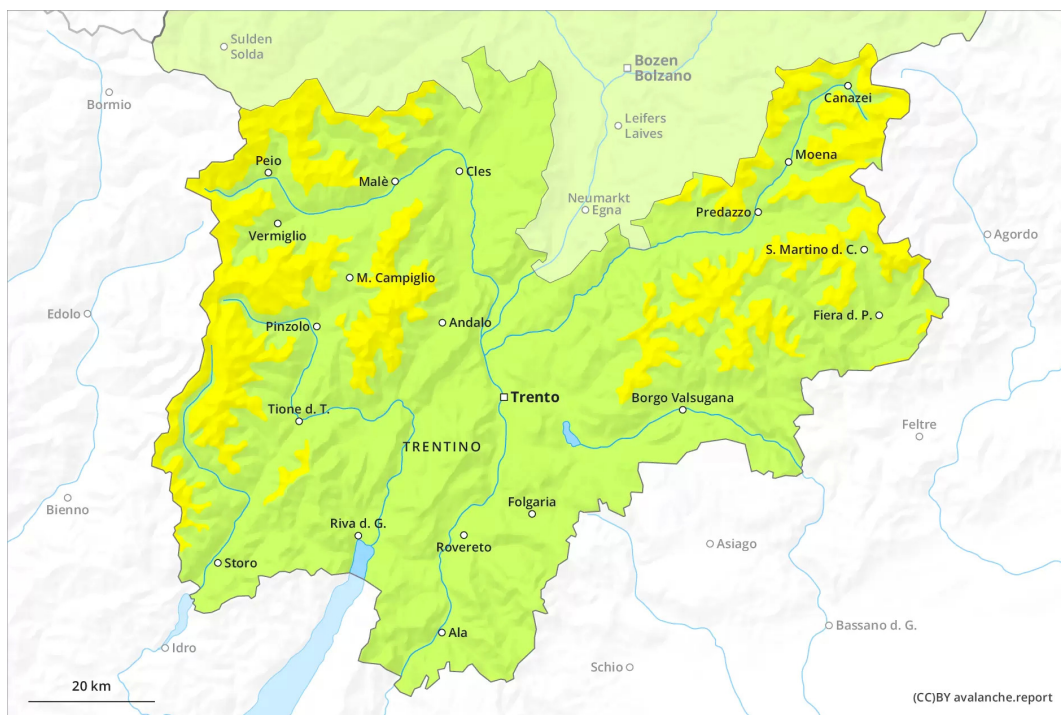 Sulden
Solda
Bozen
Bolzano
Bormio
Canazei
Leifers
Laives
Moena
Peio
Cles
Malè
Neumarkt
Egna
Predazzo
Vermiglio
Agordo
S. Martino d. C.
M. Campiglio
Edolo
Pinzolo
Andalo
Fiera d. P.
Trento
Borgo Valsugana
Tione d. T.
Feltre
TRENTINO
Bienno
Folgaria
Riva d. G.
Rovereto
Asiago
Storo
Bassano d. G.
Ala
Idro
Schio
20 km
(CC)BY avalanche.report